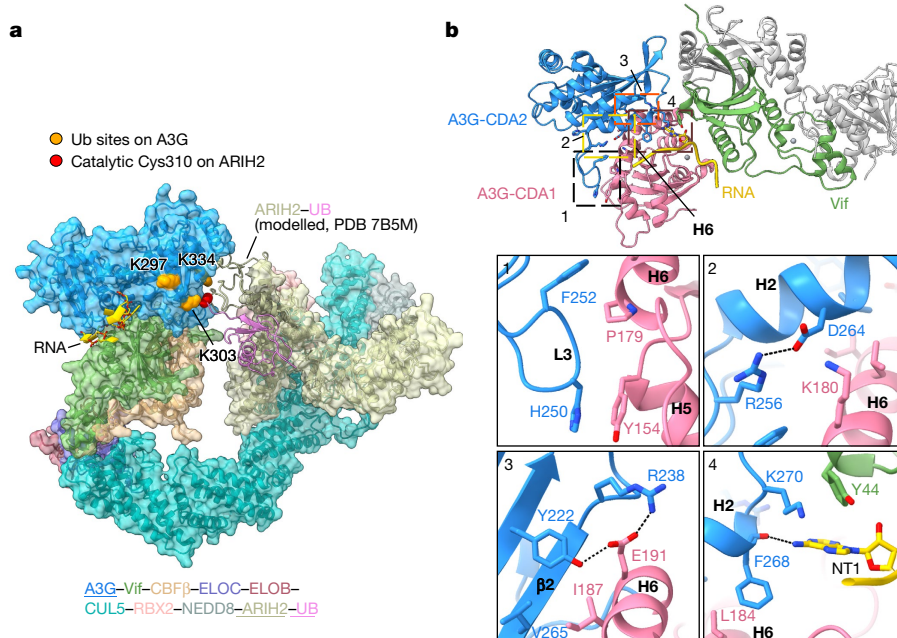 a
Ub sites on A3G
Catalytic Cys310 on ARIH2
ARIH2–UB
(modelled, PDB 7B5M)
K297
K334
RNA
K303
A3G–Vif–CBFβ–ELOC–ELOB–
CUL5–RBX2–NEDD8–ARIH2–UB
b
3
4
A3G-CDA2
2
A3G-CDA1
RNA
1
H6
Vif
1
H6
F252
P179
L3
H250
H5
Y154
2
H2
D264
K180
R256
H6
3
R238
Y222
E191
β2
I187
H6
V265
4
K270
Y44
H2
F268
NT1
L184
H6